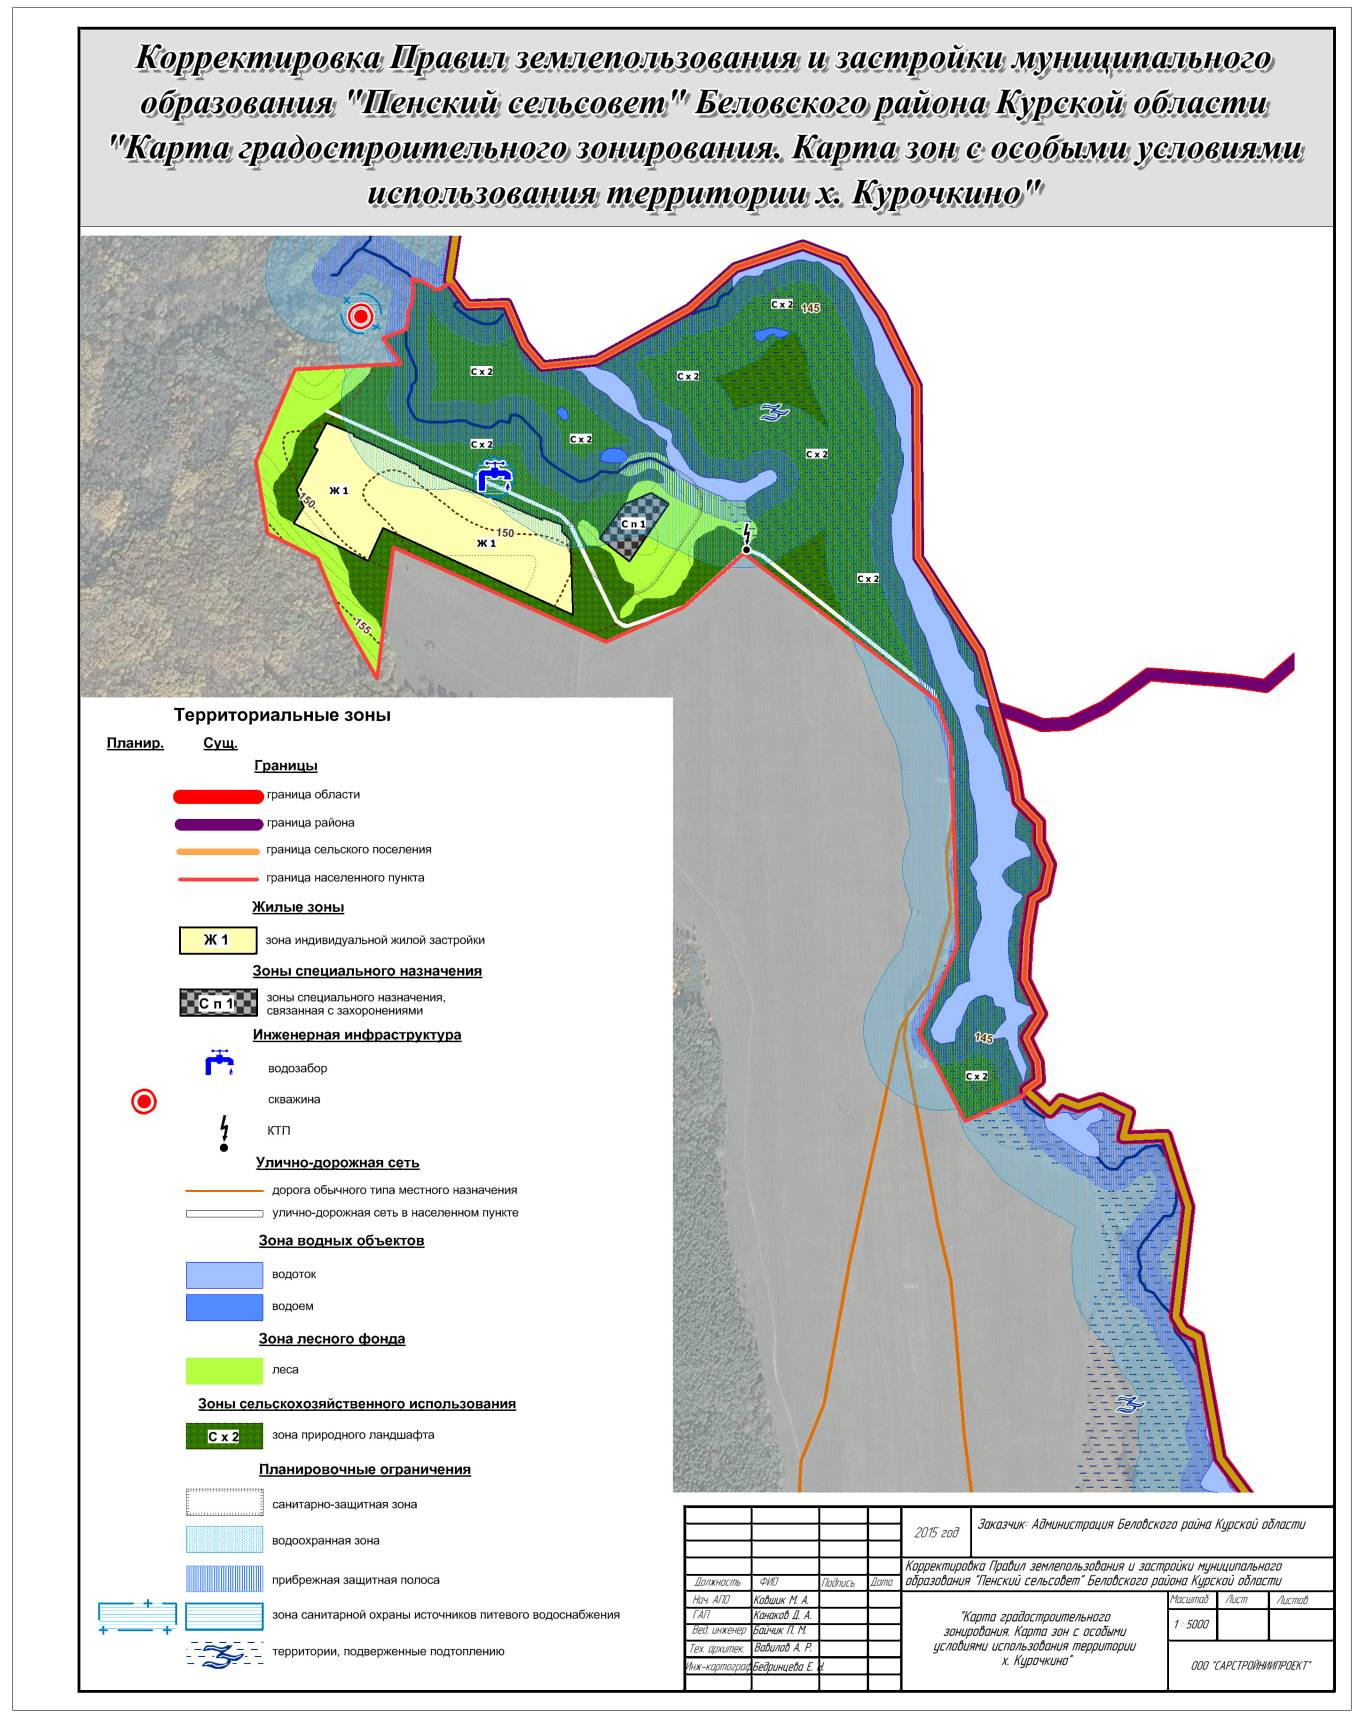 Корректировка Правил землепользования и застройки муниципального
образования "Пенский сельсовет" Беловского района Курской области
"Карта градостроительного зонирования. Карта зон с особыми условиями
использования территории х. Курочкино"
С х 2
145
С х 2
С х 2
С х 2
С х 2
С х 2
Ж 1
150
С п 1
150
Ж 1
С х 2
155
145
С х 2
Территориальные зоны
Планир. Сущ.
Границы
граница области
граница района
граница сельского поселения
граница населенного пункта
Жилые зоны
Ж 1 зона индивидуальной жилой застройки
Зоны специального назначения
С п 1 зоны специального назначения,
связанная с захоронениями
Инженерная инфраструктура
водозабор
скважина
КТП
Улично-дорожная сеть
дорога обычного типа местного назначения
улично-дорожная сеть в населенном пункте
Зона водных объектов
водоток
водоем
Зона лесного фонда
леса
Зоны сельскохозяйственного использования
С х 2 зона природного ландшафта
Планировочные ограничения
санитарно-защитная зона
водоохранная зона
прибрежная защитная полоса
зона санитарной охраны источников питевого водоснабжения
территории, подверженные подтоплению
2015 год
Заказчик: Администрация Беловского райна Курской области
Корректировка Правил землепользования и застройки муниципального
образования "Пенский сельсовет" Беловского района Курской области
Должность ФИО Подпись Дата
Нач. АПО Ковшик М. А.
ГАП Канаков Д. А.
Вед. инженер Байчик П. М.
Тех. архитек. Вавилов А. Р.
Инж-картограф Бедринцева Е. И.
"Карта градостроительного
зонирования. Карта зон с особыми
условиями использования территории
х. Курочкино"
Масштаб Лист Листов
1 : 5000
ООО "САРСТРОЙНИИПРОЕКТ"